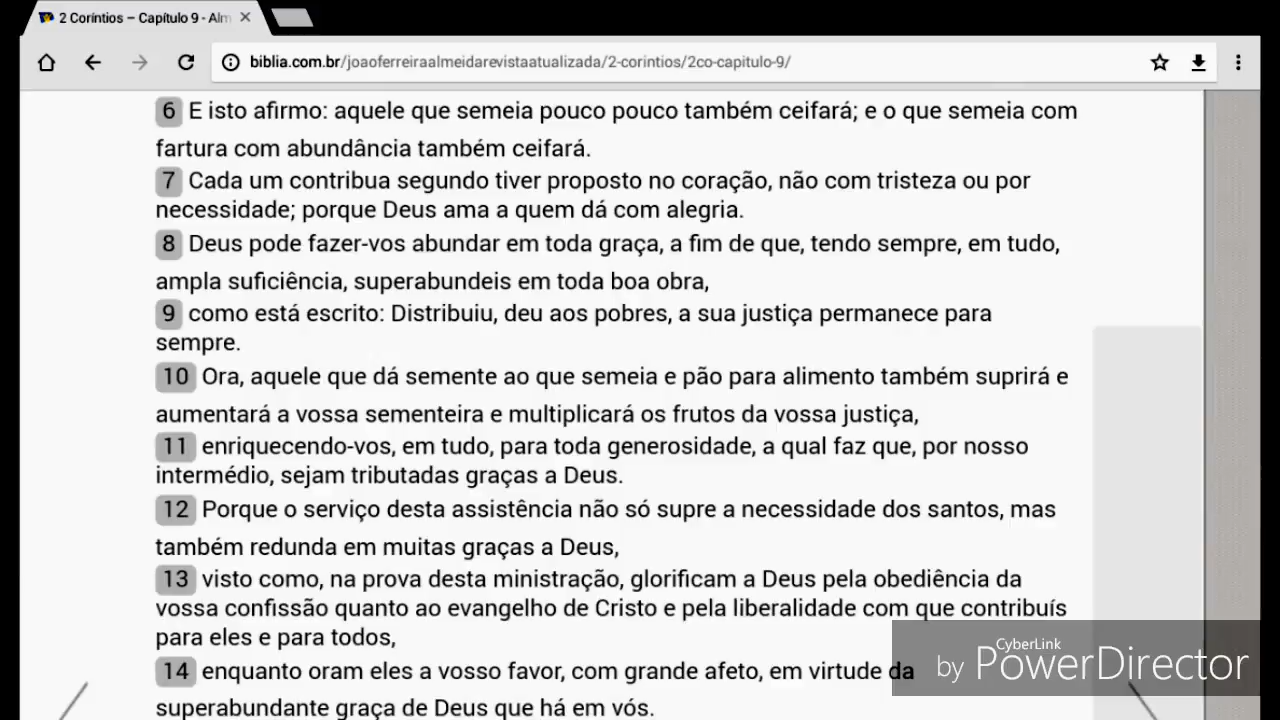 2 Coríntios – Capítulo 9 - Alm
biblia.com.br/joaoferreiraalmeidarevistaatualizada/2-corintios/2co-capitulo-9/
6 E isto afirmo: aquele que semeia pouco pouco também ceifará; e o que semeia com
fartura com abundância também ceifará.
7 Cada um contribua segundo tiver proposto no coração, não com tristeza ou por
necessidade; porque Deus ama a quem dá com alegria.
8 Deus pode fazer-vos abundar em toda graça, a fim de que, tendo sempre, em tudo,
ampla suficiência, superabundeis em toda boa obra,
9 como está escrito: Distribuiu, deu aos pobres, a sua justiça permanece para
sempre.
10 Ora, aquele que dá semente ao que semeia e pão para alimento também suprirá e
aumentará a vossa sementeira e multiplicará os frutos da vossa justiça,
11 enriquecendo-vos, em tudo, para toda generosidade, a qual faz que, por nosso
intermédio, sejam tributadas graças a Deus.
12 Porque o serviço desta assistência não só supre a necessidade dos santos, mas
também redunda em muitas graças a Deus,
13 visto como, na prova desta ministração, glorificam a Deus pela obediência da
vossa confissão quanto ao evangelho de Cristo e pela liberalidade com que contribuís
para eles e para todos,
14 enquanto oram eles a vosso favor, com grande afeto, em virtude da
superabundante graça de Deus que há em vós.
CyberLink
by PowerDirector